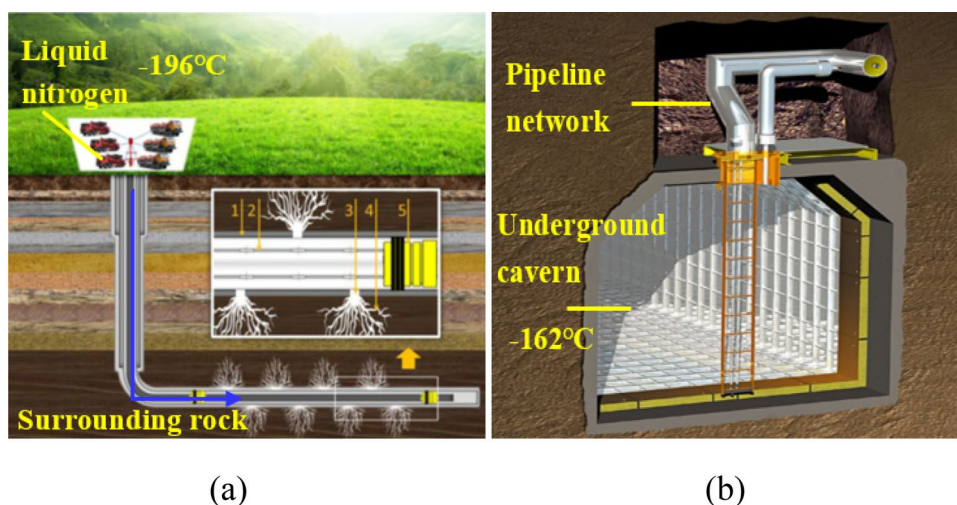 Liquid
nitrogen
-196°C
1 2 3 4 5
Surrounding rock
Pipeline
network
Underground
cavern
-162°C
(a)
(b)